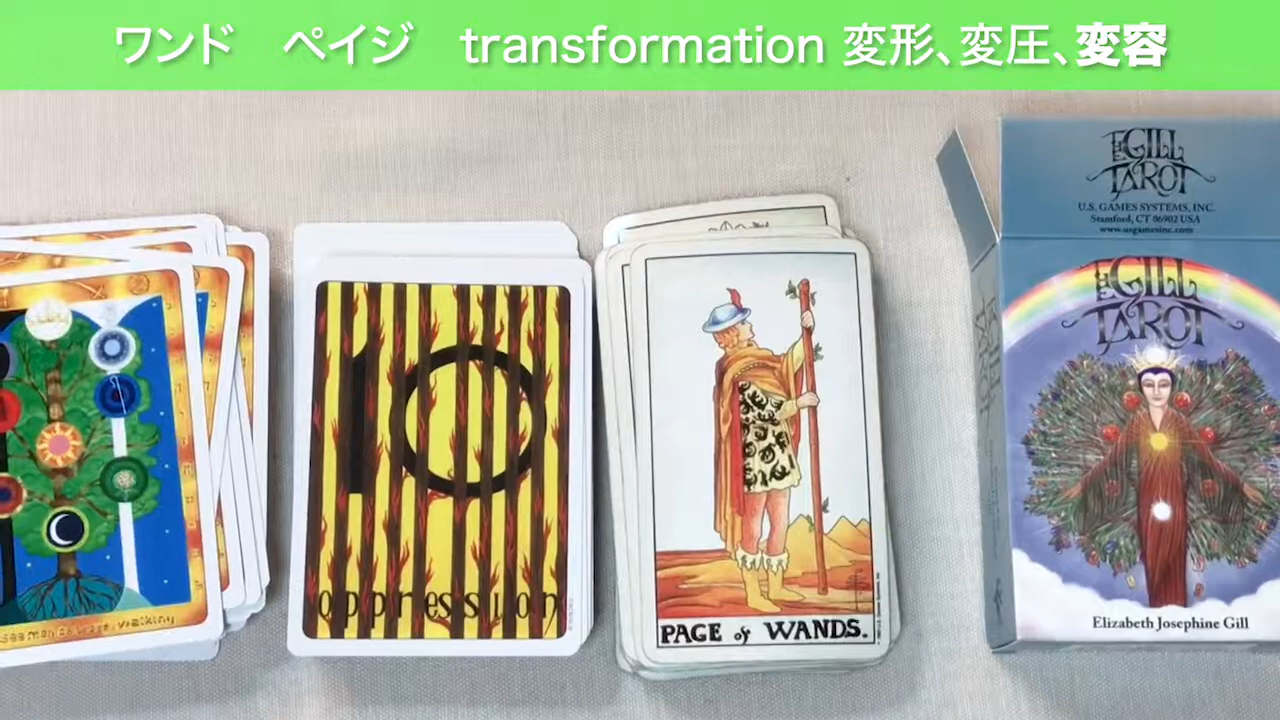 ワンド　ペイジ　transformation 変形、変圧、変容
THE GILL TAROT
U.S. GAMES SYSTEMS, INC.
Stamford, CT 06902 USA
www.usgamesinc.com
THE GILL TAROT
10
oppression
PAGE of WANDS.
Elizabeth Josephine Gill